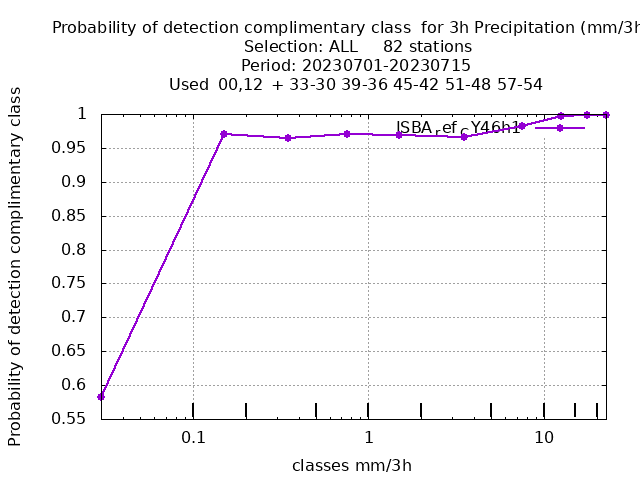 Probability of detection complimentary class  for 3h Precipitation (mm/3h
Selection: ALL     82 stations
Period: 20230701-20230715
Used  00,12  + 33-30 39-36 45-42 51-48 57-54
Probability of detection complimentary class
1
0.95
0.9
0.85
0.8
0.75
0.7
0.65
0.6
0.55
ISBA_ef_c_Y46h1
0.1
1
10
classes mm/3h